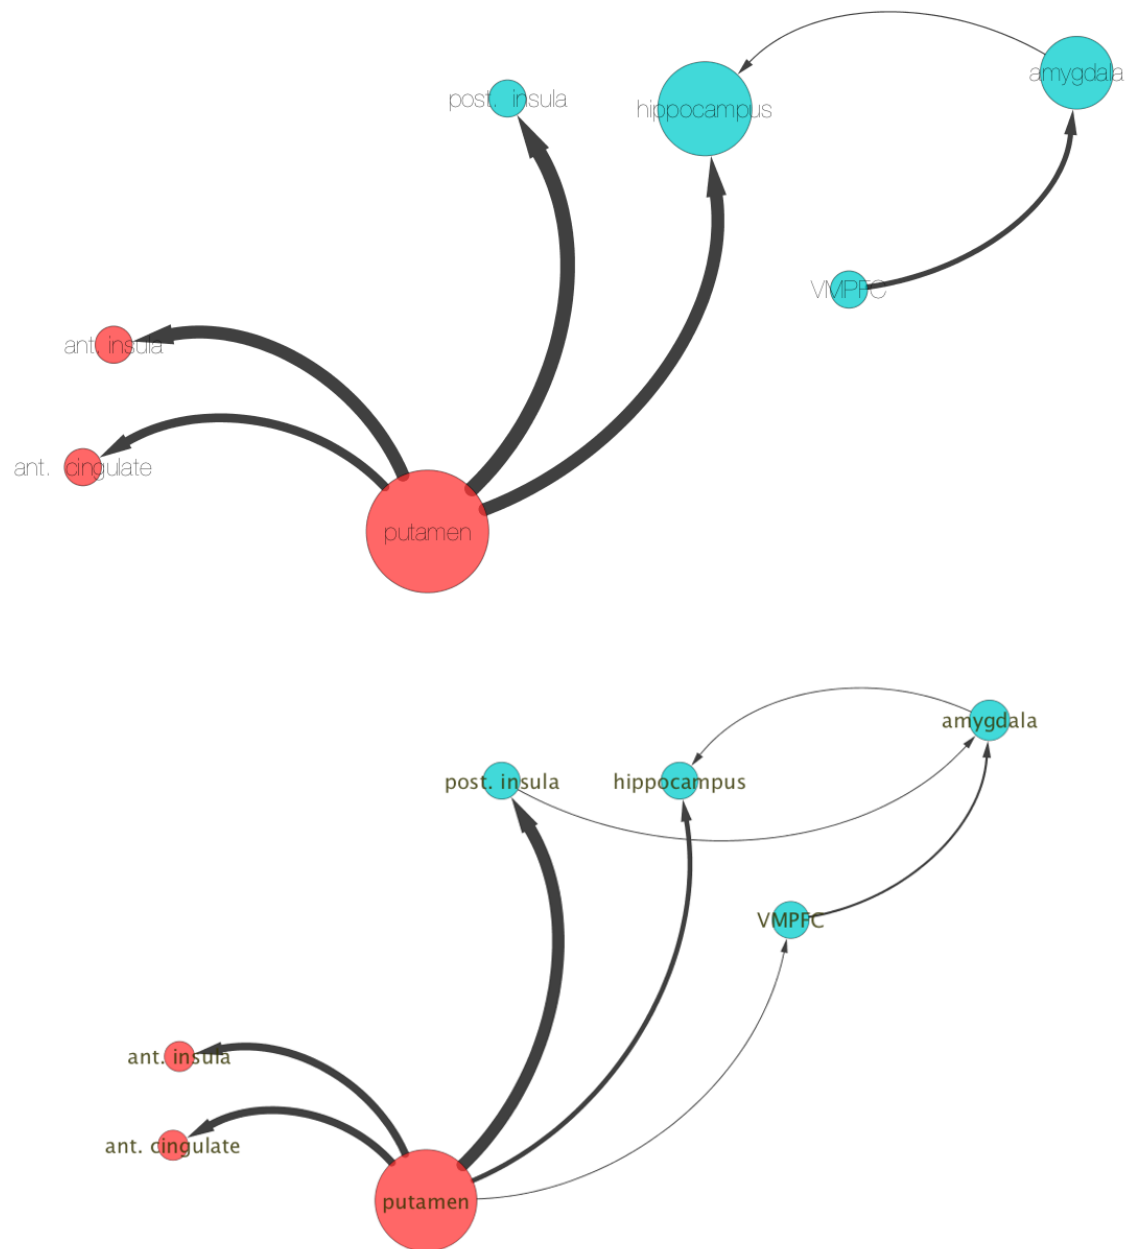 amygdala
post.  insula
hippocampus
VMPFC
ant. insula
ant.  cingulate
putamen
amygdala
post. insula
hippocampus
VMPFC
ant. insula
ant. cingulate
putamen